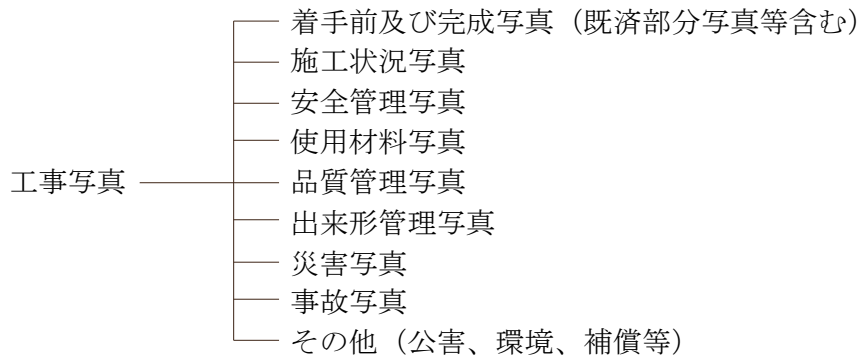 着手前及び完成写真（既済部分写真等含む）
施工状況写真
安全管理写真
使用材料写真
工事写真
品質管理写真
出来形管理写真
災害写真
事故写真
その他（公害、環境、補償等）